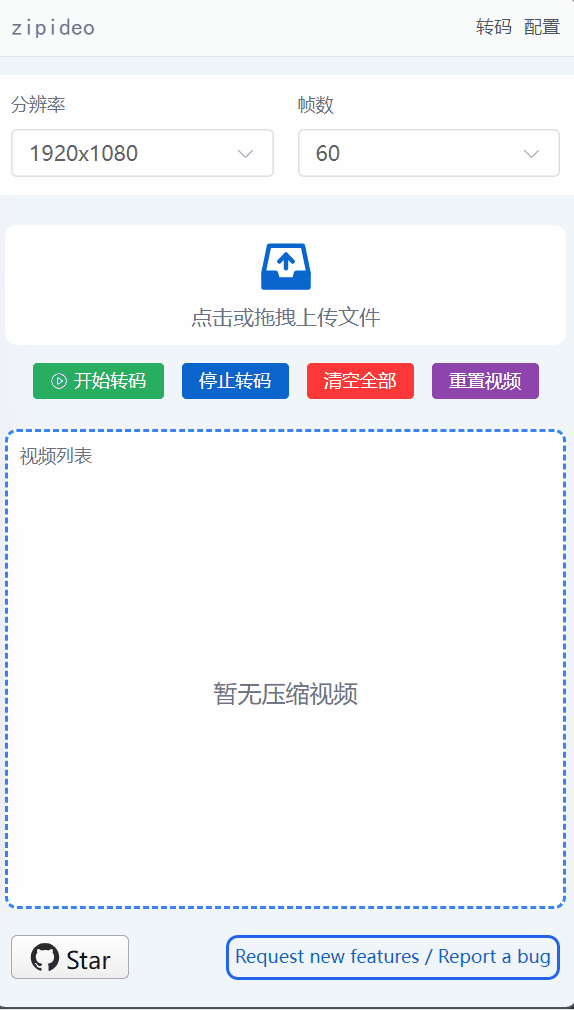 zipideo 转码 配置
分辨率 帧数
1920x1080 60
点击或拖拽上传文件
开始转码 停止转码 清空全部 重置视频
视频列表
暂无压缩视频
Star Request new features / Report a bug